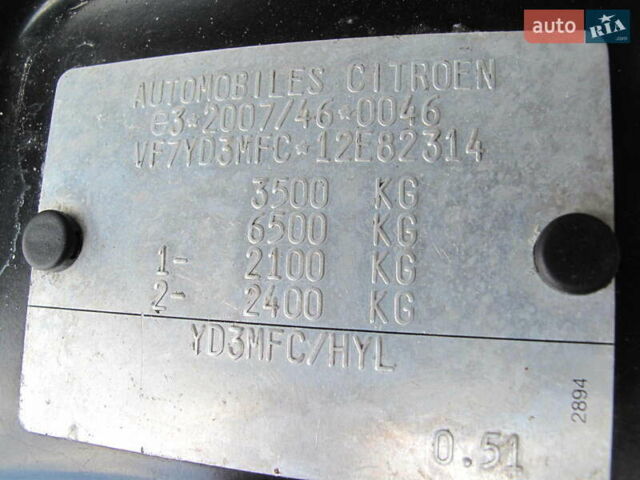 auto RIA .com
AUTOMOBILES CITROEN
e3*2007/46*0046
VF7YD3MFC*12E82314
3500 KG
6500 KG
1- 2100 KG
2- 2400 KG
YD3MFC/HYL
2894
0.51